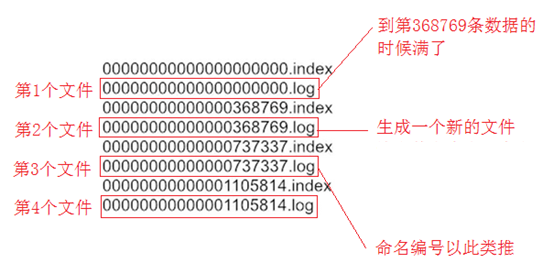 到第368769条数据的
时候满了
00000000000000000000.index
第1个文件 00000000000000000000.log
00000000000000368769.index
第2个文件 00000000000000368769.log
生成一个新的文件
00000000000000737337.index
第3个文件 00000000000000737337.log
00000000000001105814.index
第4个文件 00000000000001105814.log
命名编号以此类推